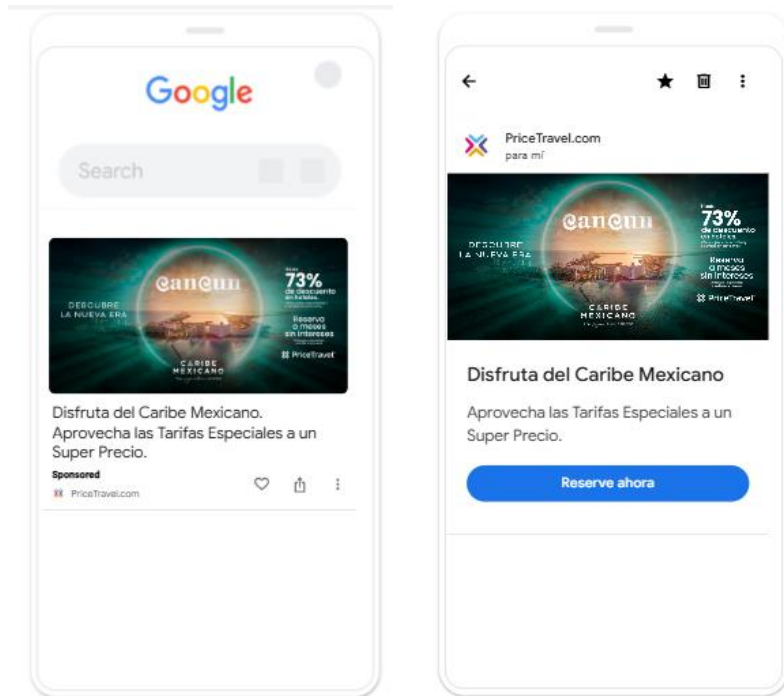 Google
Search
DESCUBRE
LA NUEVA ERA
Cancun
CARIBE
MEXICANO
73%
de descuento
en hoteles.
Reserva
a meses
sin intereses
PriceTravel
Disfruta del Caribe Mexicano.
Aprovecha las Tarifas Especiales a un
Super Precio.
Sponsored
PriceTravel.com
PriceTravel.com
para mí
DESCUBRE
LA NUEVA ERA
Cancun
CARIBE
MEXICANO
73%
de descuento
en hoteles.
Reserva
a meses
sin intereses
PriceTravel
Disfruta del Caribe Mexicano
Aprovecha las Tarifas Especiales a un
Super Precio.
Reserve ahora